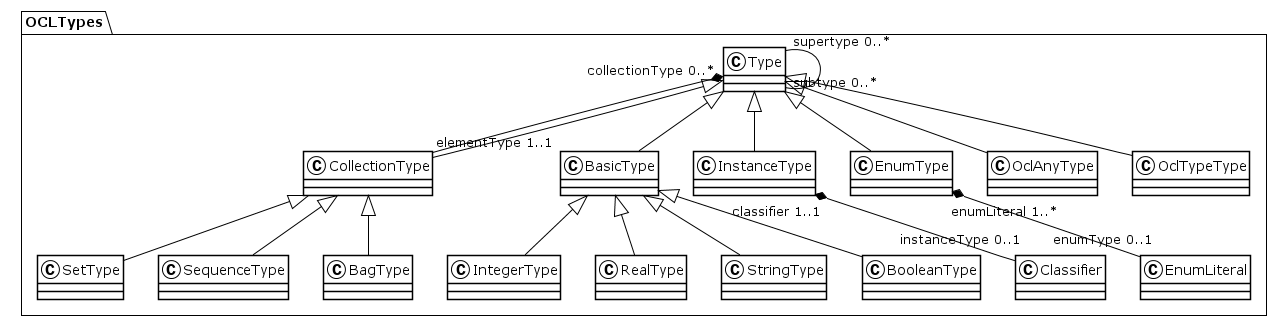 OCLTypes
supertype 0..*
C Type
collectionType 0..*
subtype 0..*
elementType 1..1
C CollectionType
C BasicType
C InstanceType
C EnumType
C OclAnyType
C OclTypeType
classifier 1..1
enumLiteral 1..*
instanceType 0..1
enumType 0..1
C SetType
C SequenceType
C BagType
C IntegerType
C RealType
C StringType
C BooleanType
C Classifier
C EnumLiteral